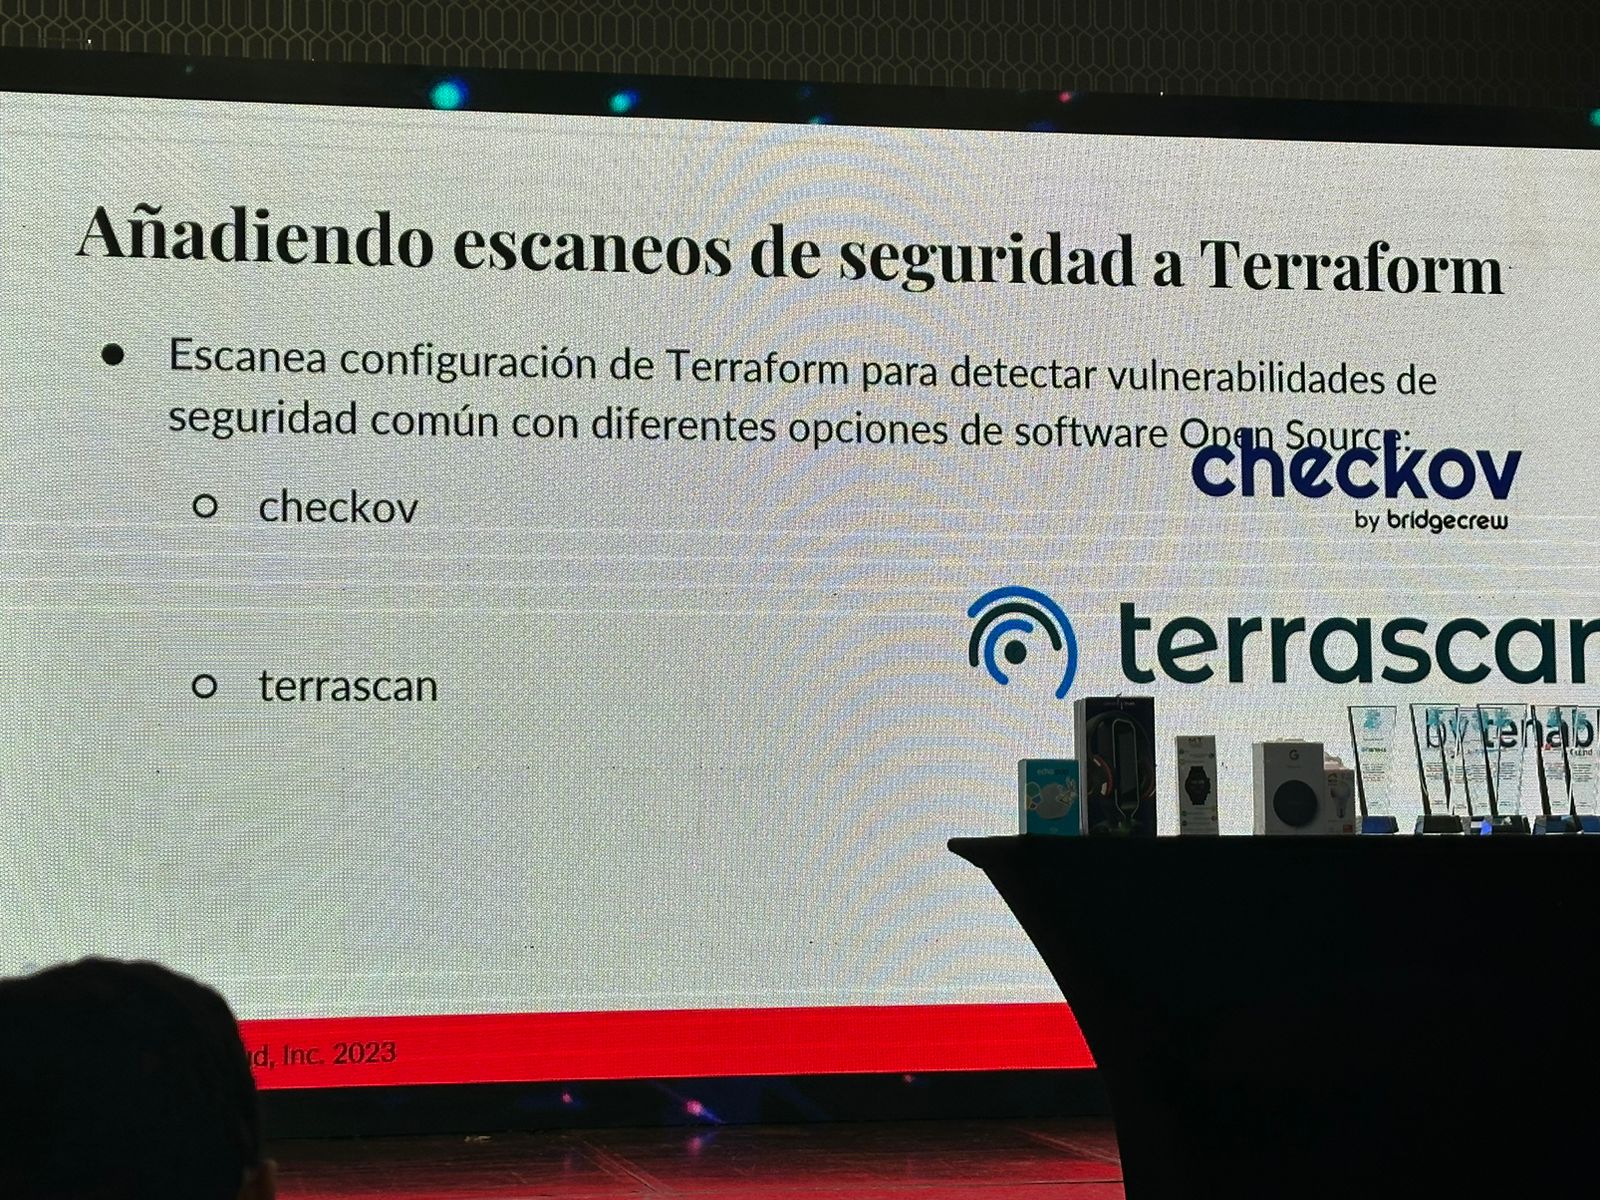 Añadiendo escaneos de seguridad a Terraform
Escanea configuración de Terraform para detectar vulnerabilidades de
seguridad común con diferentes opciones de software Open Source:
checkov
checkov
by bridgecrew
terrascan
terrascan
by tenabl
echo
G
Inc. 2023